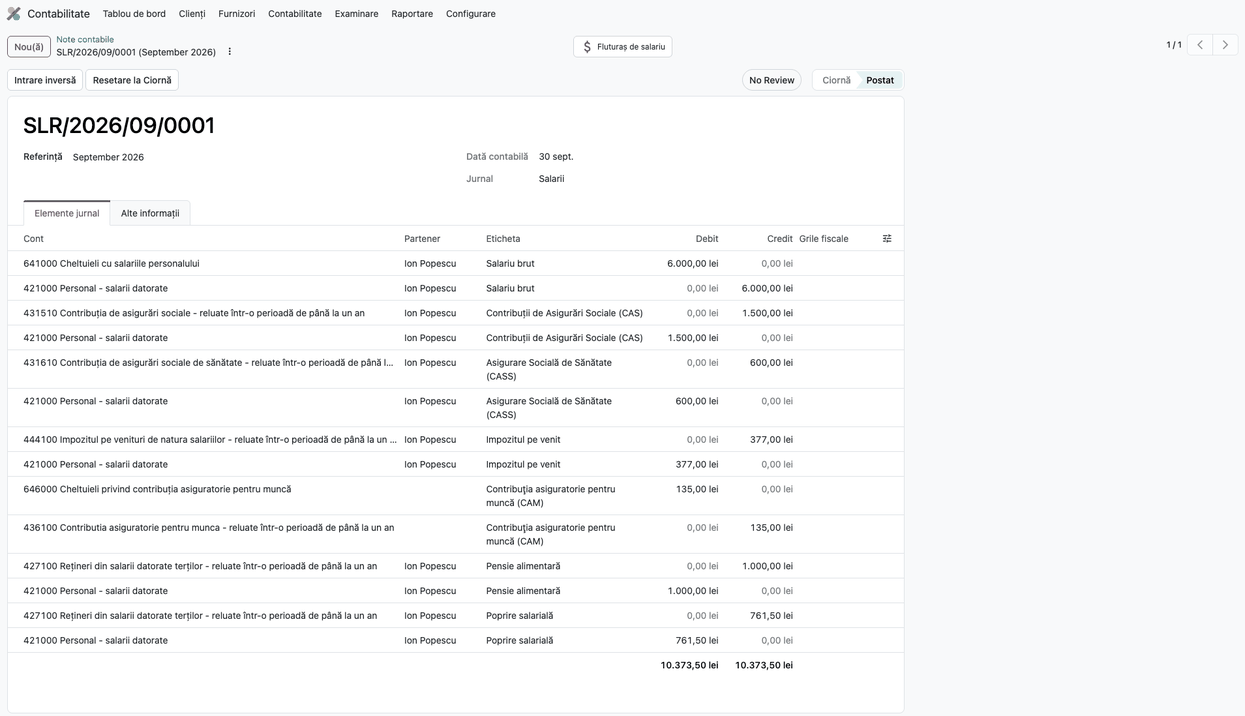 Contabilitate Tablou de bord Clienți Furnizori Contabilitate Examinare Raportare Configurare
Nou(ă) Note contabile
SLR/2026/09/0001 (September 2026)
Fluturaș de salariu
1 / 1
Intrare inversă Resetare la Ciornă No Review Ciornă Postat
SLR/2026/09/0001
Referință September 2026 Dată contabilă 30 sept.
Jurnal Salarii
Elemente jurnal Alte informații
Cont Partener Eticheta Debit Credit Grile fiscale
641000 Cheltuieli cu salariile personalului Ion Popescu Salariu brut 6.000,00 lei 0,00 lei
421000 Personal - salarii datorate Ion Popescu Salariu brut 0,00 lei 6.000,00 lei
431510 Contribuția de asigurări sociale - reluate într-o perioadă de până la un an Ion Popescu Contribuții de Asigurări Sociale (CAS) 0,00 lei 1.500,00 lei
421000 Personal - salarii datorate Ion Popescu Contribuții de Asigurări Sociale (CAS) 1.500,00 lei 0,00 lei
431610 Contribuția de asigurări sociale de sănătate - reluate într-o perioadă de până l... Ion Popescu Asigurare Socială de Sănătate 0,00 lei 600,00 lei
(CASS)
421000 Personal - salarii datorate Ion Popescu Asigurare Socială de Sănătate 600,00 lei 0,00 lei
(CASS)
444100 Impozitul pe venituri de natura salariilor - reluate într-o perioadă de până la un ... Ion Popescu Impozitul pe venit 0,00 lei 377,00 lei
421000 Personal - salarii datorate Ion Popescu Impozitul pe venit 377,00 lei 0,00 lei
646000 Cheltuieli privind contribuția asiguratorie pentru muncă Contribuţia asiguratorie pentru 135,00 lei 0,00 lei
muncă (CAM)
436100 Contributia asiguratorie pentru munca - reluate într-o perioadă de până la un an Contribuţia asiguratorie pentru 0,00 lei 135,00 lei
muncă (CAM)
427100 Rețineri din salarii datorate terților - reluate într-o perioadă de până la un an Ion Popescu Pensie alimentară 0,00 lei 1.000,00 lei
421000 Personal - salarii datorate Ion Popescu Pensie alimentară 1.000,00 lei 0,00 lei
427100 Rețineri din salarii datorate terților - reluate într-o perioadă de până la un an Ion Popescu Poprire salarială 0,00 lei 761,50 lei
421000 Personal - salarii datorate Ion Popescu Poprire salarială 761,50 lei 0,00 lei
10.373,50 lei 10.373,50 lei